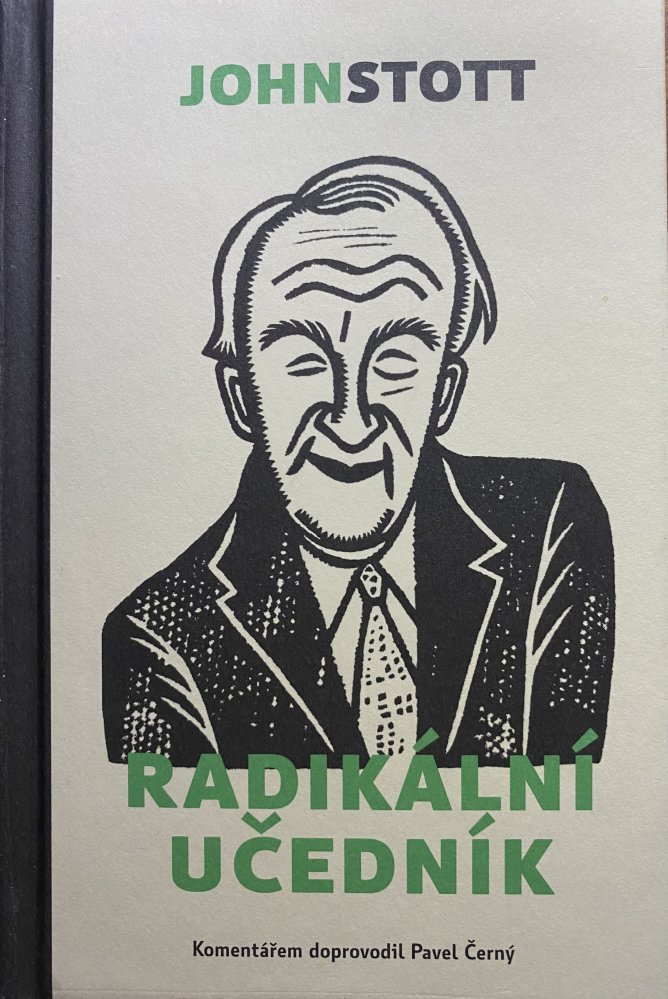 JOHNSTOTT
RADIKÁLNÍ
UČEDNÍK
Komentářem doprovodil Pavel Černý